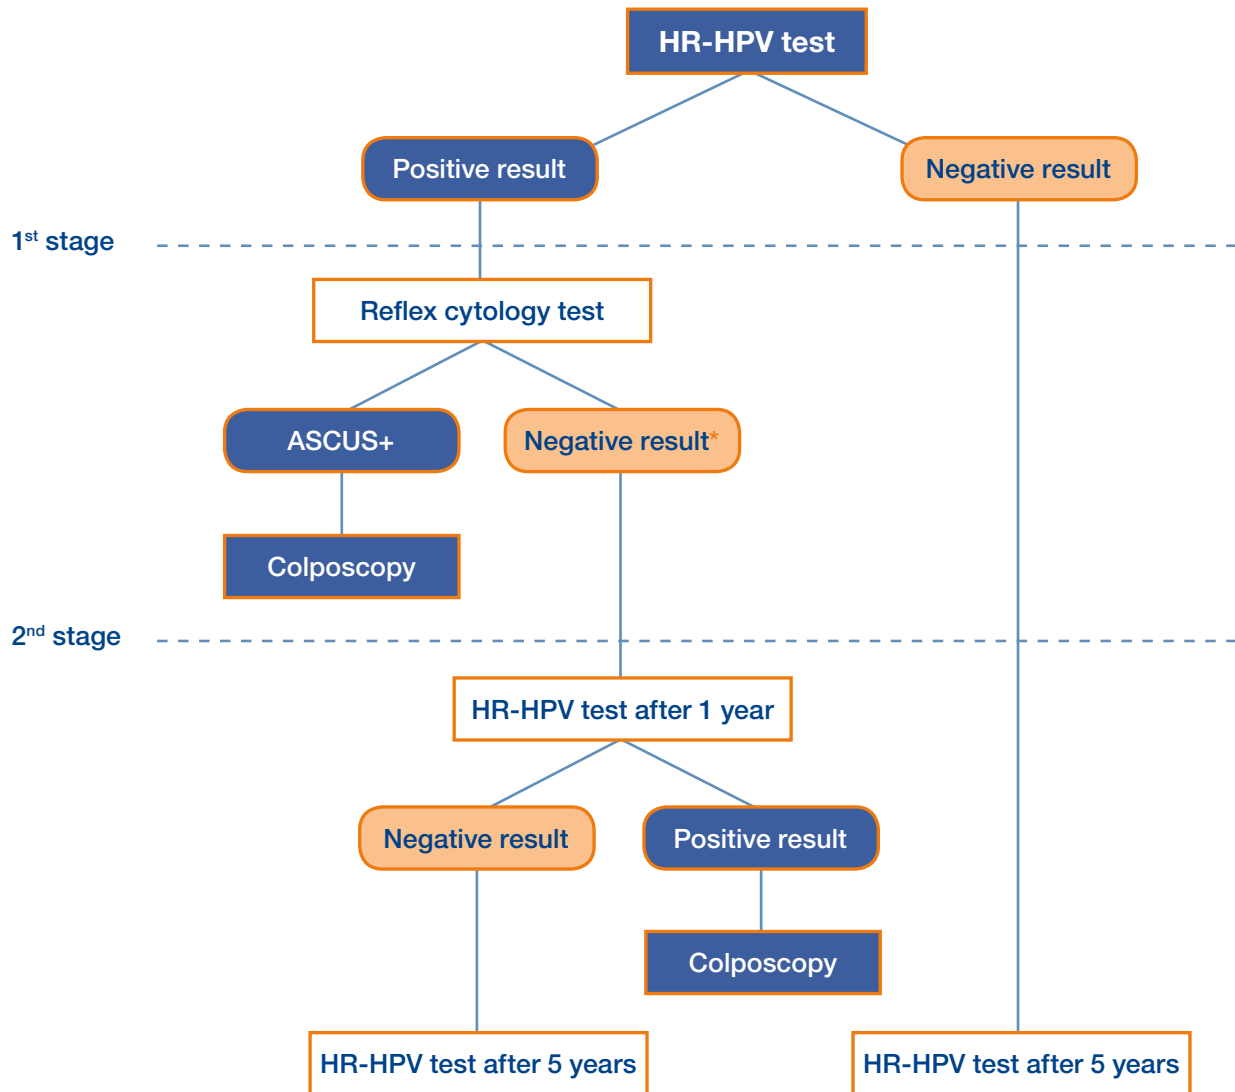 HR-HPV test
Positive result
Negative result
1st stage
Reflex cytology test
ASCUS+
Negative result*
Colposcopy
2nd stage
HR-HPV test after 1 year
Negative result
Positive result
Colposcopy
HR-HPV test after 5 years
HR-HPV test after 5 years